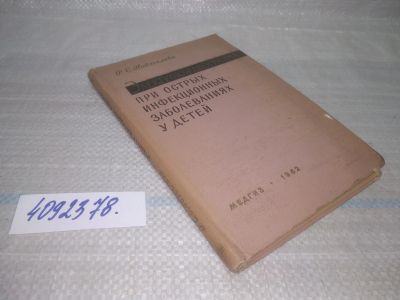 ПРИ ОСТРЫХ
ИНФЕКЦИОННЫХ
ЗАБОЛЕВАНИЯХ
У ДЕТЕЙ
МЕДГИЗ • 1962
4092378.